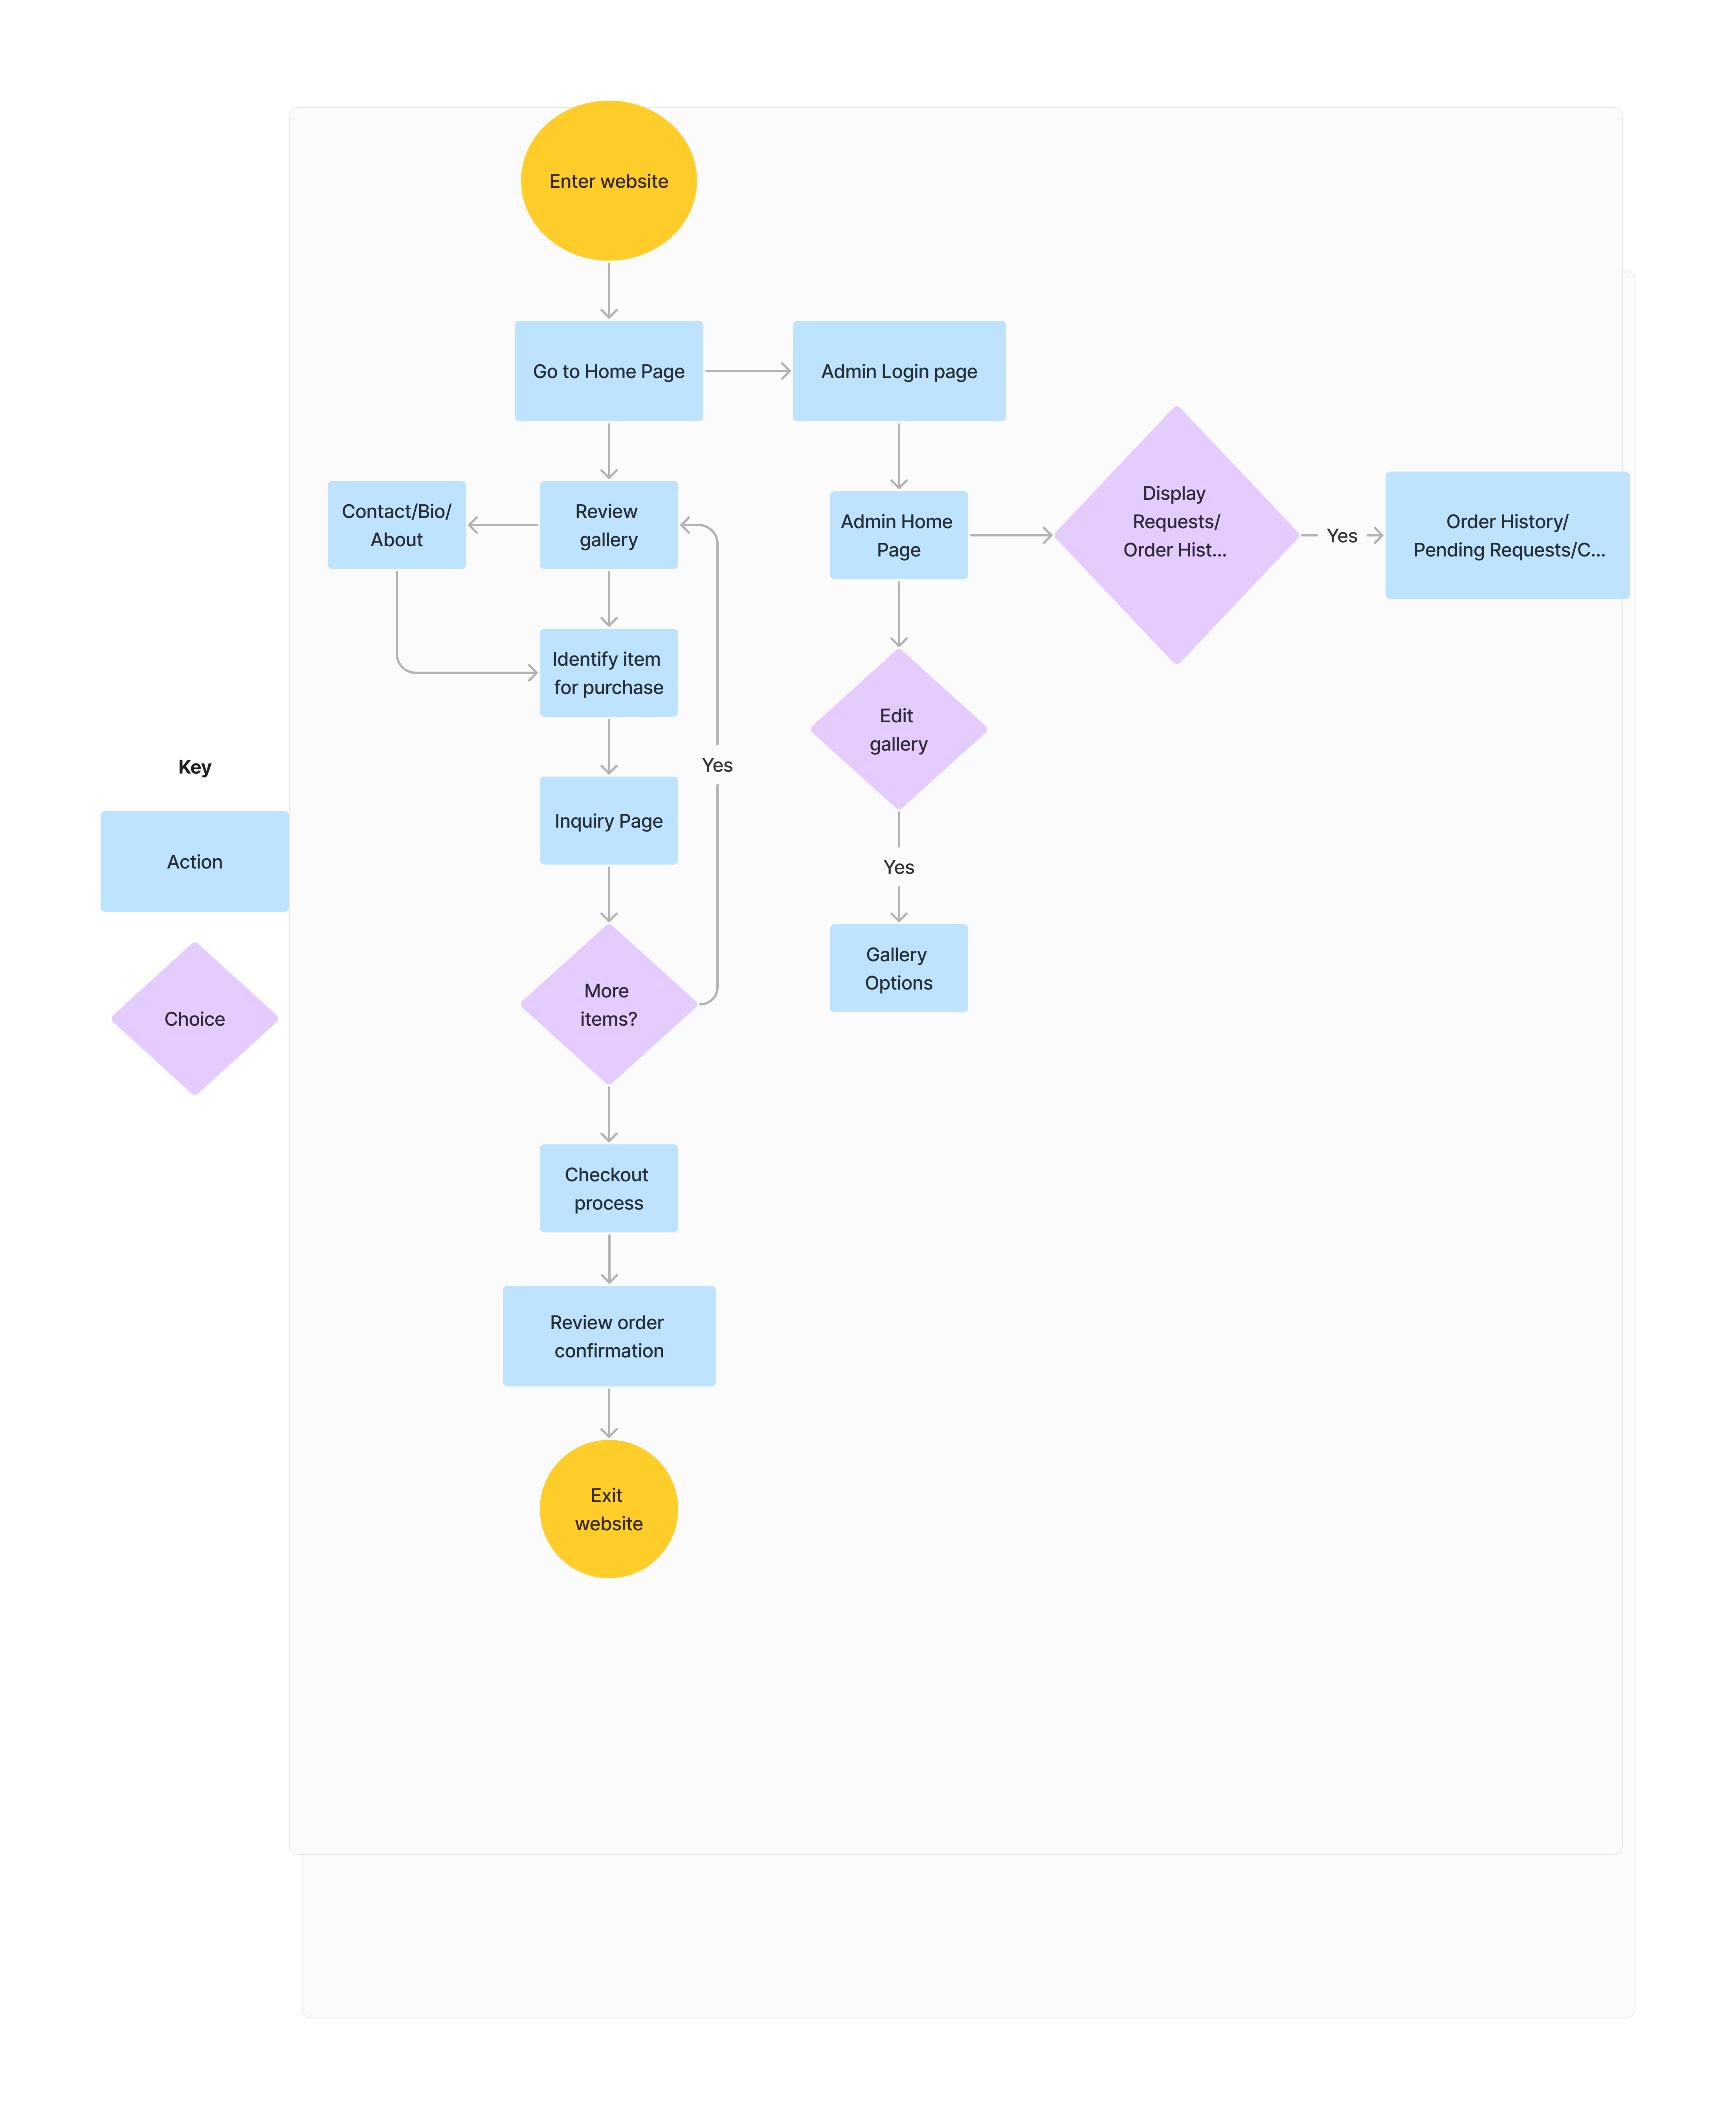 Enter website
Go to Home Page
Admin Login page
Contact/Bio/
About
Review
gallery
Admin Home
Page
Display
Requests/
Order Hist...
Yes
Order History/
Pending Requests/C...
Identify item
for purchase
Edit
gallery
Yes
Key
Inquiry Page
Action
Yes
Gallery
Options
More
items?
Choice
Checkout
process
Review order
confirmation
Exit
website